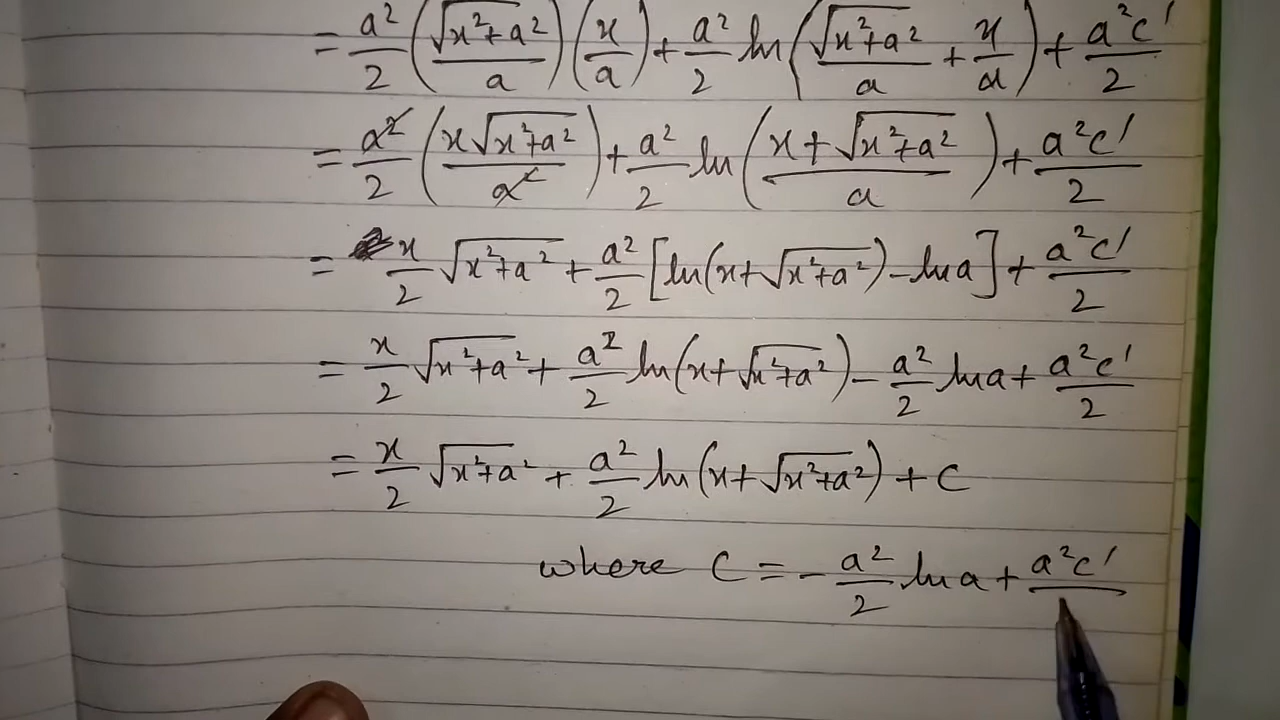 = a²/2 (√(x²+a²)/a) (x/a) + a²/2 ln(√(x²+a²)/a + x/a) + a²c'/2
= a²/2 (x√(x²+a²)/a²) + a²/2 ln((x+√(x²+a²))/a) + a²c'/2
= x/2 √(x²+a²) + a²/2 [ln(x+√(x²+a²)) - ln a] + a²c'/2
= x/2 √(x²+a²) + a²/2 ln(x+√(x²+a²)) - a²/2 ln a + a²c'/2
= x/2 √(x²+a²) + a²/2 ln(x+√(x²+a²)) + C
where C = - a²/2 ln a + a²c'/